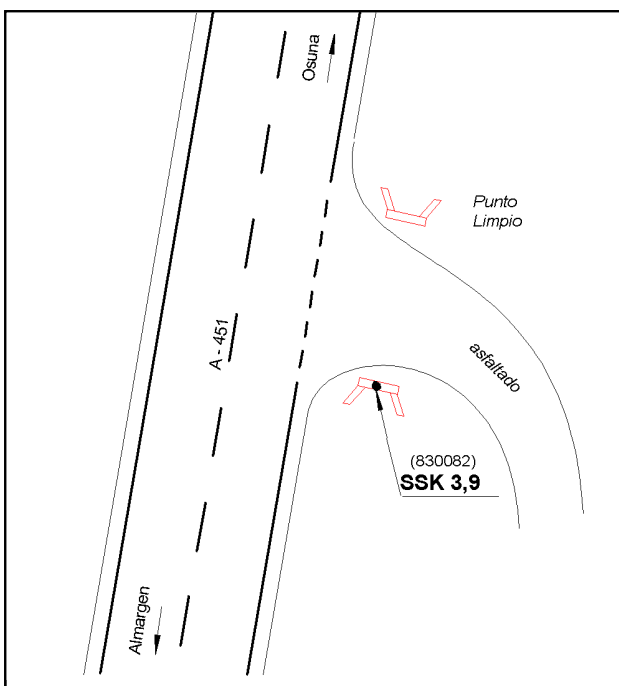 Osuna
Punto
Limpio
A - 451
asfaltado
(830082)
SSK 3,9
Almargen